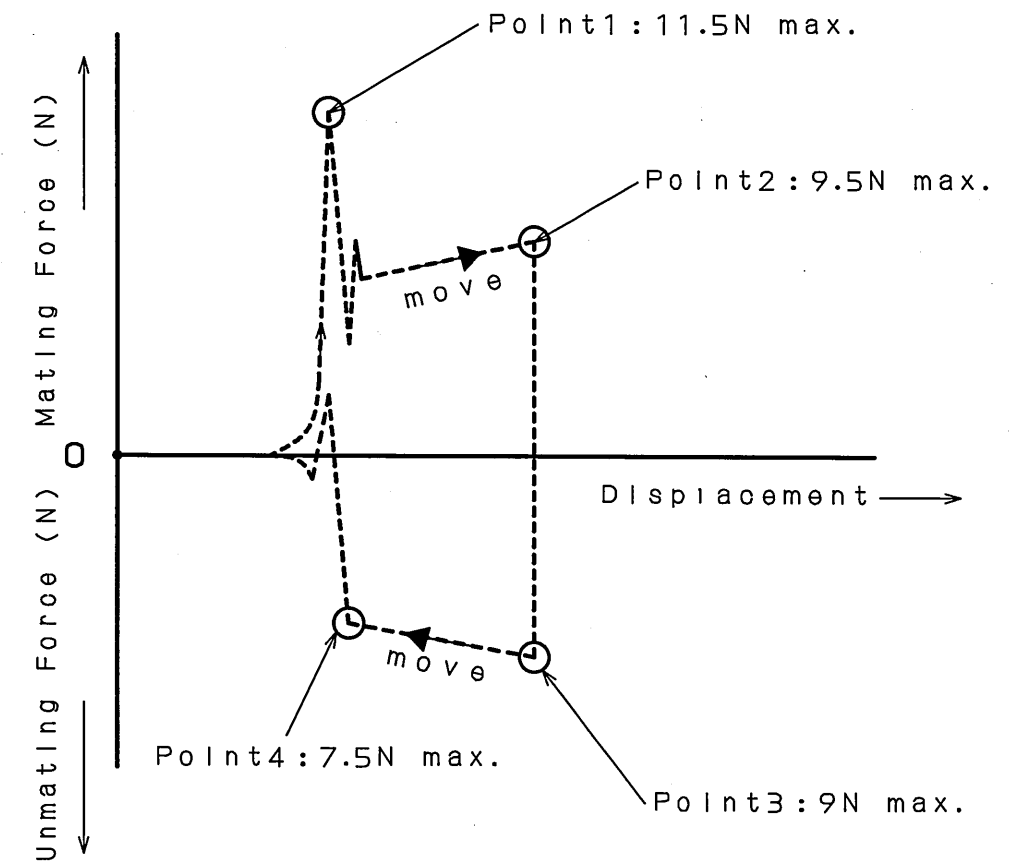 Point1:11.5N max.
Mating Force (N)
Point2:9.5N max.
move
0
Displacement
Unmating Force (N)
move
Point4:7.5N max.
Point3:9N max.